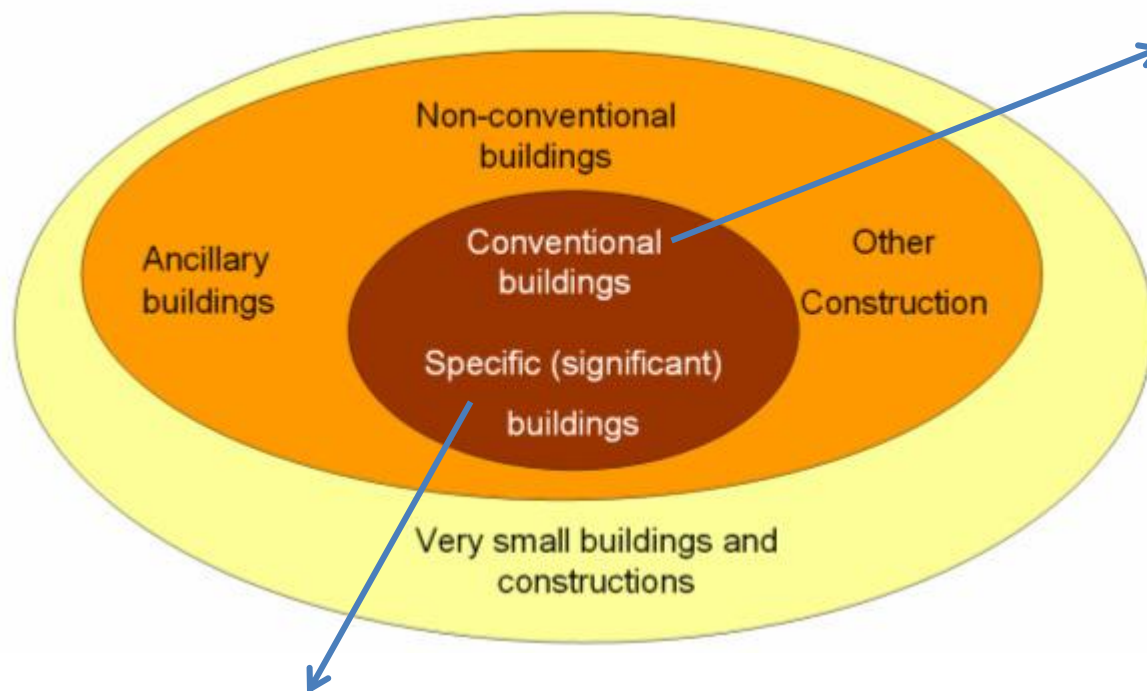 Non-conventional
buildings
Conventional
buildings
Ancillary
buildings
Other
Construction
Specific (significant)
buildings
Very small buildings and
constructions